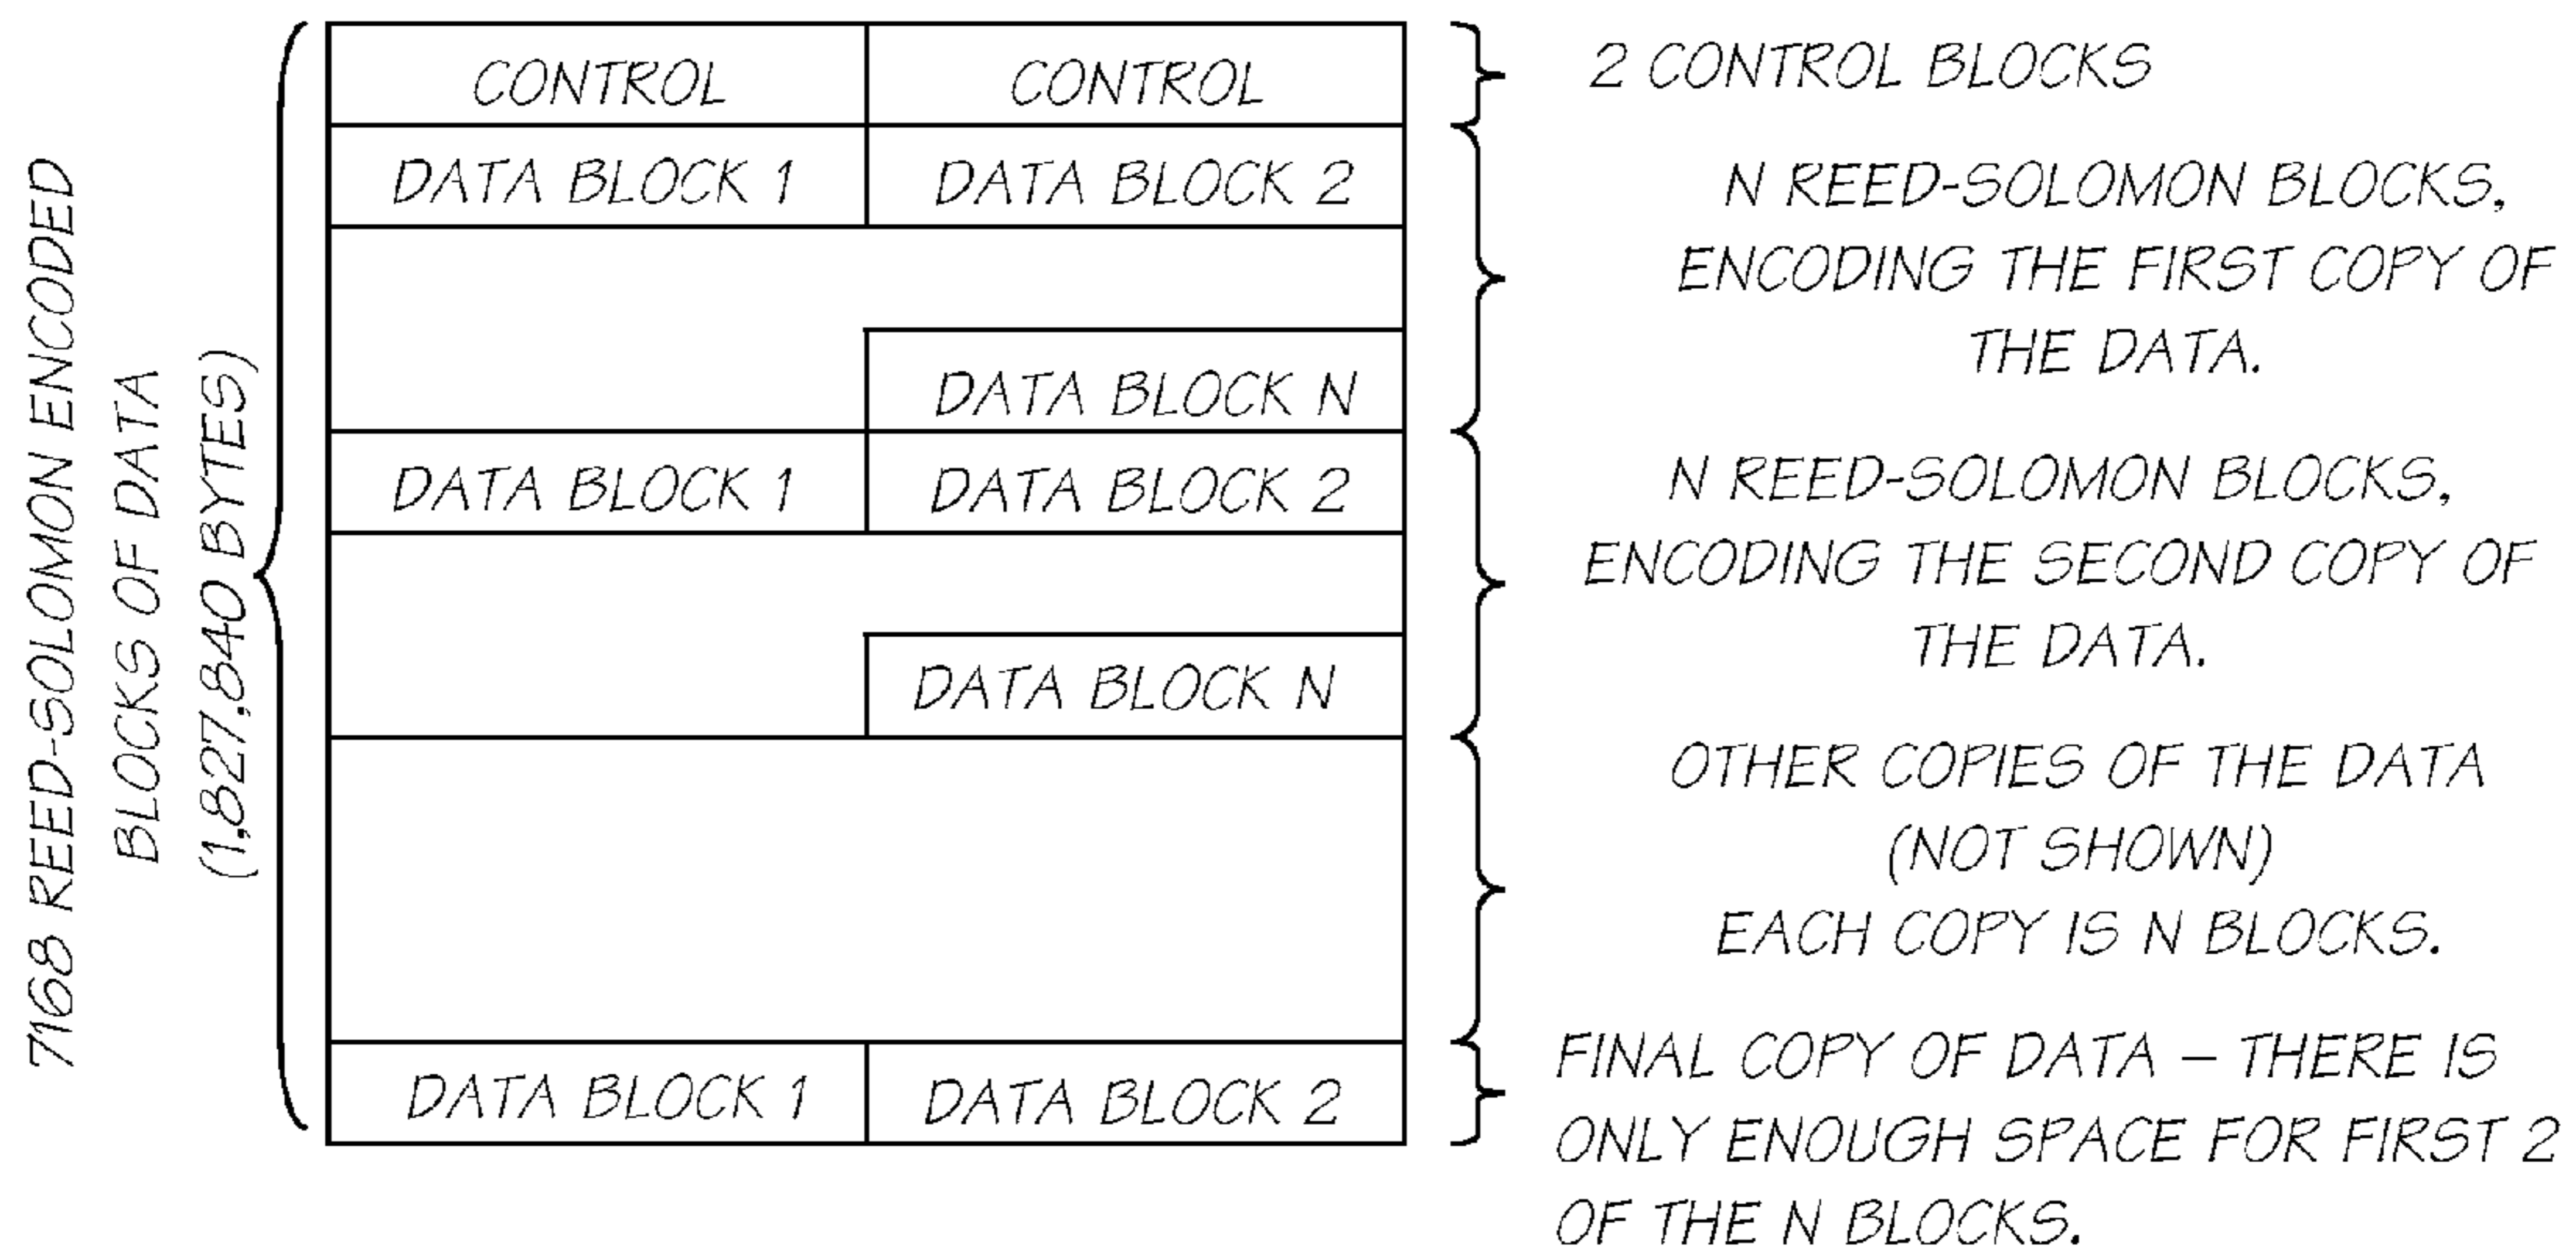 7168 REED-SOLOMON ENCODED
BLOCKS OF DATA
(1,827,840 BYTES)
CONTROL CONTROL
DATA BLOCK 1 DATA BLOCK 2
DATA BLOCK N
DATA BLOCK 1 DATA BLOCK 2
DATA BLOCK N
DATA BLOCK 1 DATA BLOCK 2
2 CONTROL BLOCKS
N REED-SOLOMON BLOCKS,
ENCODING THE FIRST COPY OF
THE DATA.
N REED-SOLOMON BLOCKS,
ENCODING THE SECOND COPY OF
THE DATA.
OTHER COPIES OF THE DATA
(NOT SHOWN)
EACH COPY IS N BLOCKS.
FINAL COPY OF DATA – THERE IS
ONLY ENOUGH SPACE FOR FIRST 2
OF THE N BLOCKS.